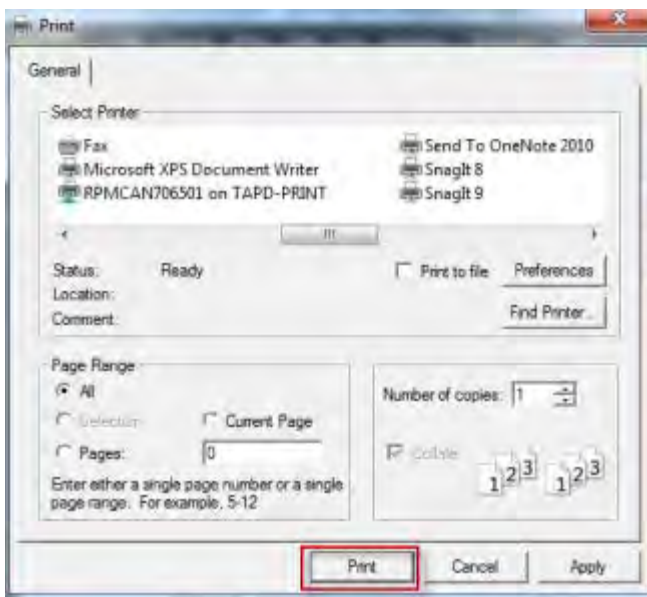 Print
General
Select Printer
Fax
Send To OneNote 2010
Microsoft XPS Document Writer
SnagIt 8
RPMCAN706501 on TAPD-PRINT
SnagIt 9
Status: Ready
Print to file
Preferences
Location:
Comment:
Find Printer...
Page Range
All
Selection
Current Page
Pages: 0
Enter either a single page number or a single
page range. For example, 5-12
Number of copies: 1
Collate
1 2 3 1 2 3
Print
Cancel
Apply